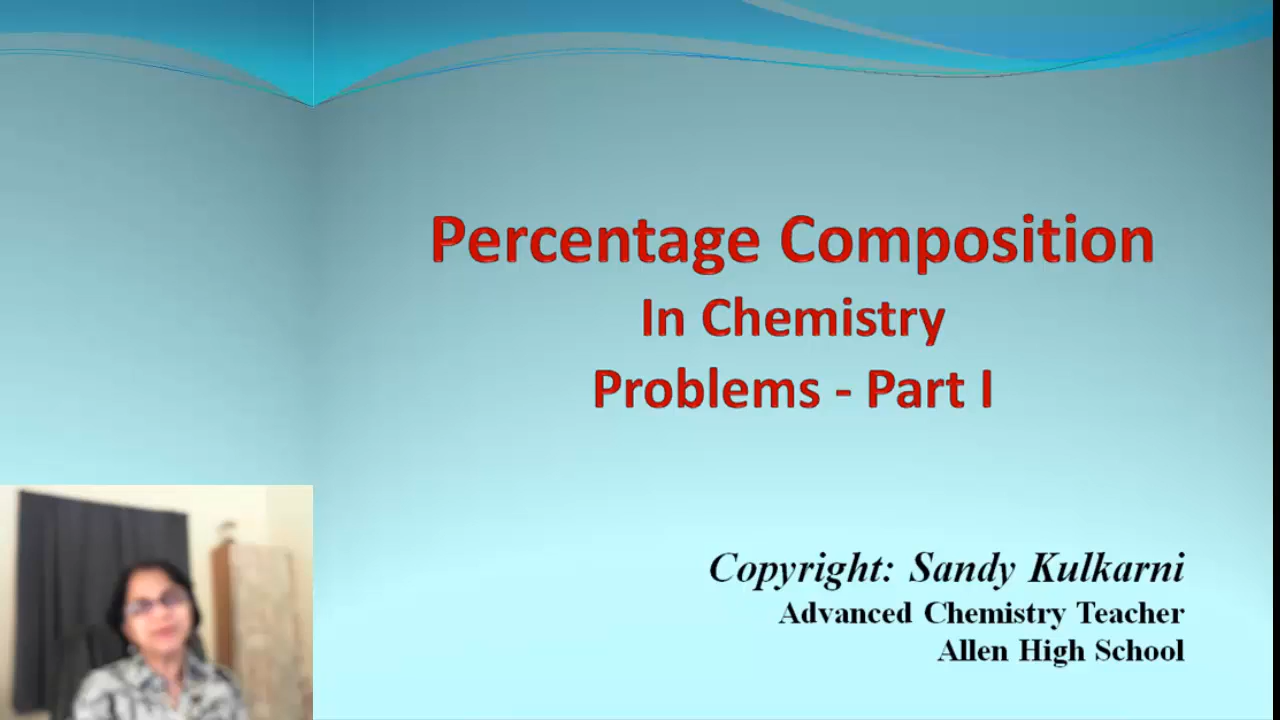 Percentage Composition
In Chemistry
Problems - Part I
Copyright: Sandy Kulkarni
Advanced Chemistry Teacher
Allen High School